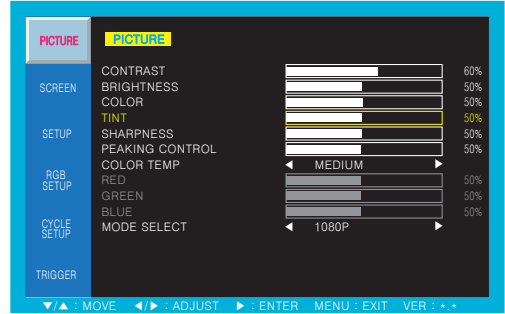 PICTURE
SCREEN
SETUP
RGB
SETUP
CYCLE
SETUP
TRIGGER
PICTURE
CONTRAST 60%
BRIGHTNESS 50%
COLOR 50%
TINT 50%
SHARPNESS 50%
PEAKING CONTROL 50%
COLOR TEMP ◀ MEDIUM ▶
RED 50%
GREEN 50%
BLUE 50%
MODE SELECT ◀ 1080P ▶
▼/▲ : MOVE ◀/▶ : ADJUST ▶ : ENTER MENU : EXIT VER : *.*